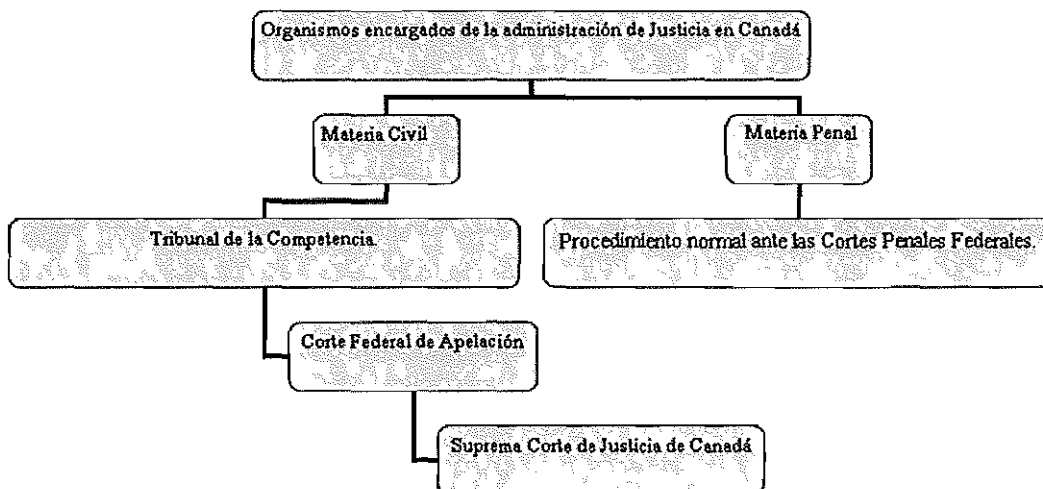 Organismos encargados de la administración de Justicia en Canadá
Materia Civil
Materia Penal
Tribunal de la Competencia.
Procedimiento normal ante las Cortes Penales Federales.
Corte Federal de Apelación
Suprema Corte de Justicia de Canadá